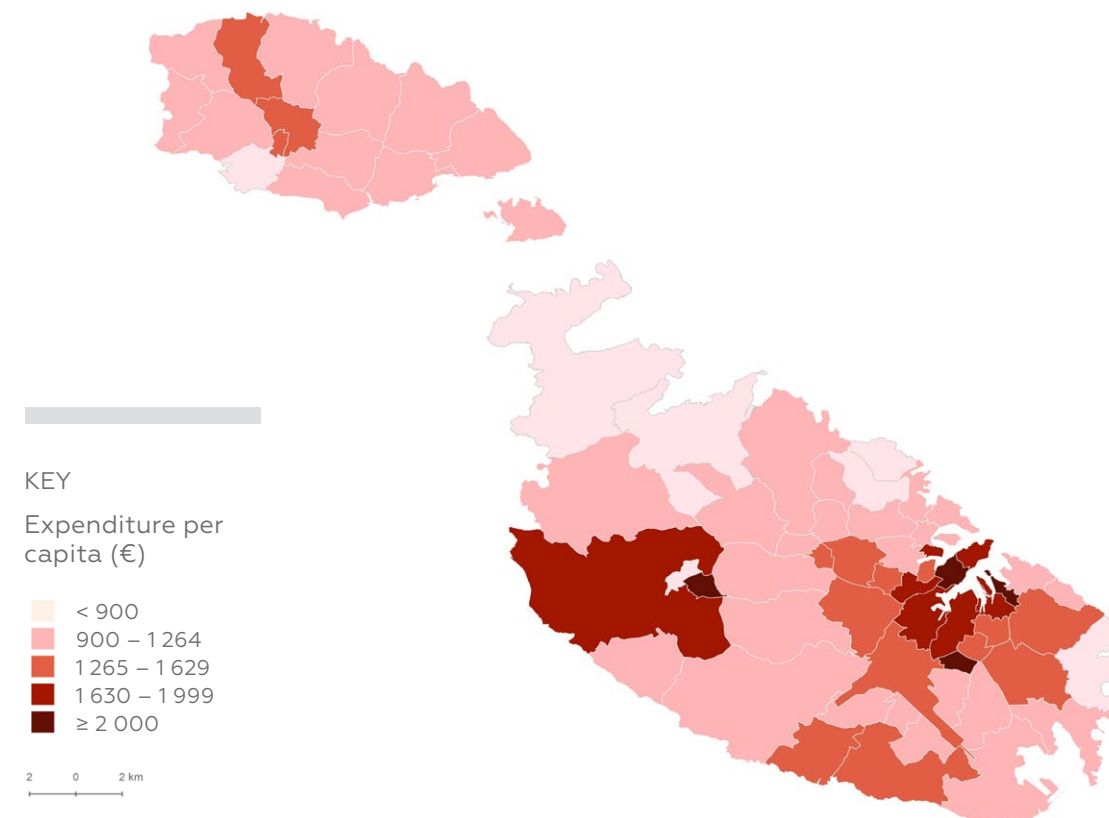 KEY
Expenditure per
capita (€)
< 900
900 – 1 264
1 265 – 1 629
1 630 – 1 999
≥ 2 000
2 0 2 km